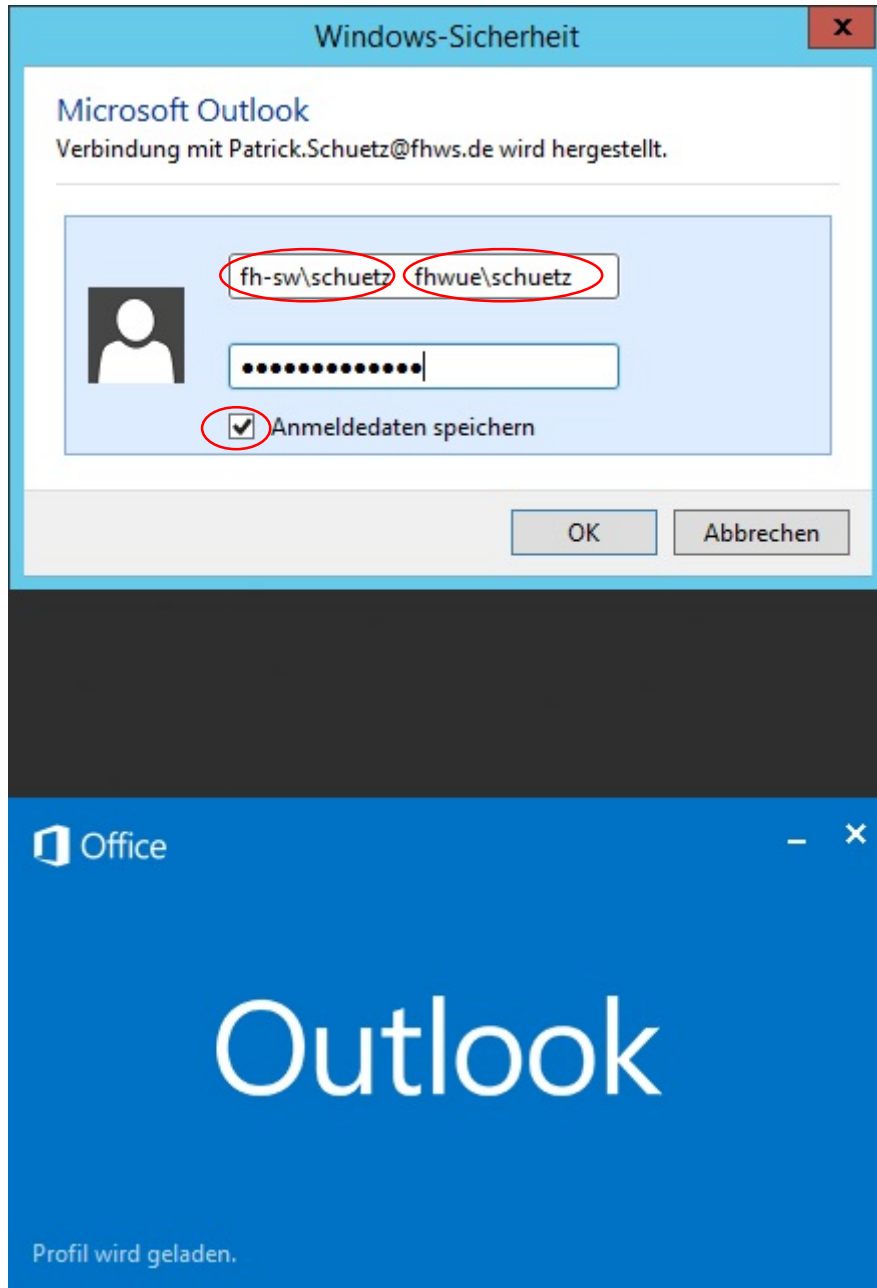 Windows-Sicherheit
x
Microsoft Outlook
Verbindung mit Patrick.Schuetz@fhws.de wird hergestellt.
fh-sw\schuetz fhwue\schuetz
•••••••••••••
Anmeldedaten speichern
OK Abbrechen
Office
Outlook
Profil wird geladen.